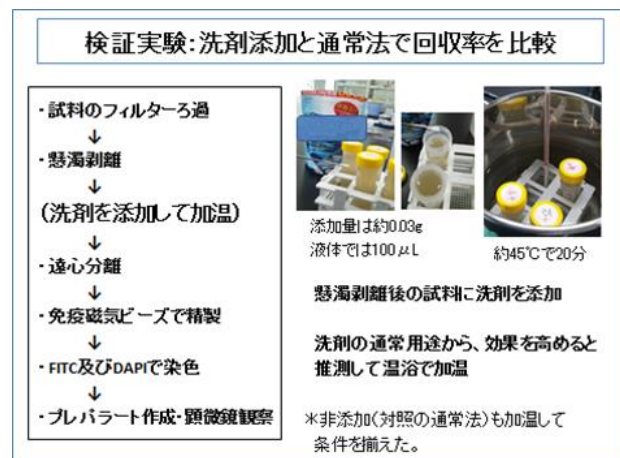 検証実験:洗剤添加と通常法で回収率を比較
・試料のフィルターろ過
↓
・懸濁剥離
↓
(洗剤を添加して加温)
↓
・遠心分離
↓
・免疫磁気ビーズで精製
↓
・FITC及びDAPIで染色
↓
・プレパラート作成・顕微鏡観察
添加量は約0.03g
液体では100μL
約45℃で20分
懸濁剥離後の試料に洗剤を添加
洗剤の通常用途から、効果を高めると
推測して温浴で加温
*非添加(対照の通常法)も加温して
条件を揃えた。